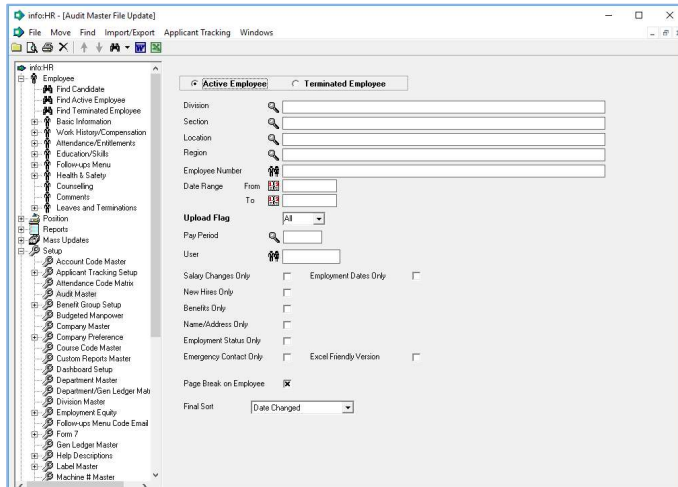 info:HR - [Audit Master File Update]
File Move Find Import/Export Applicant Tracking Windows
info:HR
Employee
Find Candidate
Find Active Employee
Find Terminated Employee
Basic Information
Work History/Compensation
Attendance/Entitlements
Education/Skills
Follow-ups Menu
Health & Safety
Counselling
Comments
Leaves and Terminations
Position
Reports
Mass Updates
Setup
Account Code Master
Applicant Tracking Setup
Attendance Code Matrix
Audit Master
Benefit Group Setup
Budgeted Manpower
Company Master
Company Preference
Course Code Master
Custom Reports Master
Dashboard Setup
Department Master
Department/Gen Ledger Matri
Division Master
Employment Equity
Follow-ups Menu Code Email
Form 7
Gen Ledger Master
Help Descriptions
Label Master
Machine # Master
Active Employee Terminated Employee
Division
Section
Location
Region
Employee Number
Date Range From
To
Upload Flag All
Pay Period
User
Salary Changes Only Employment Dates Only
New Hires Only
Benefits Only
Name/Address Only
Employment Status Only
Emergency Contact Only Excel Friendly Version
Page Break on Employee
Final Sort Date Changed